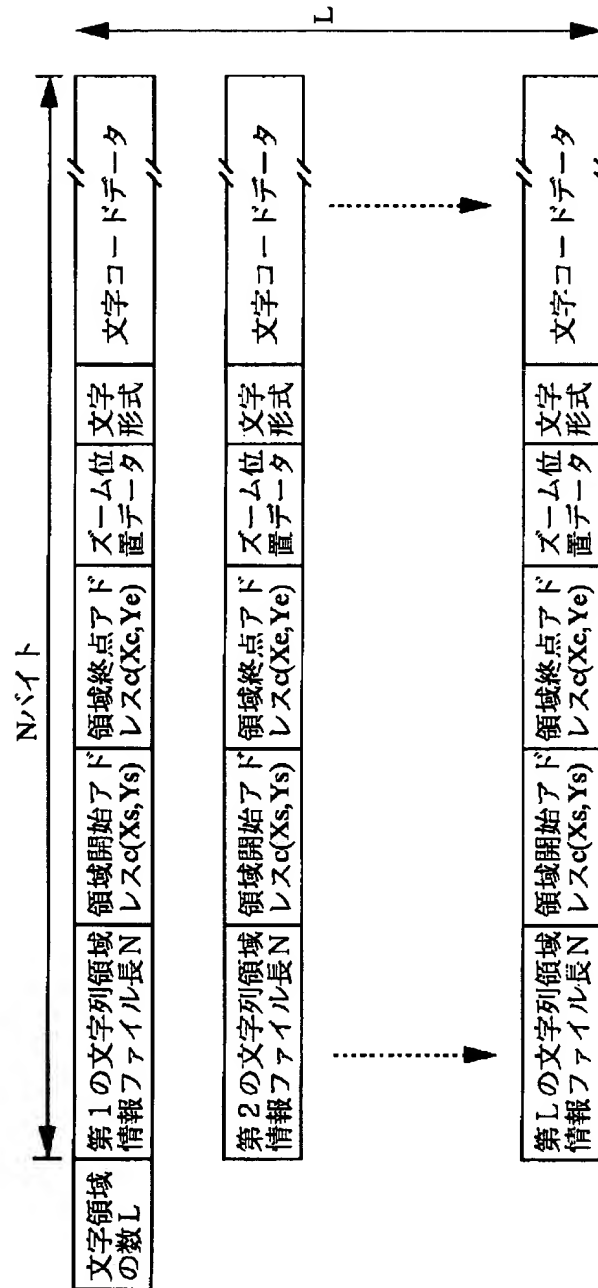 Nバイト
文字領域
の数L
第1の文字列領域
情報ファイル長N
領域開始アド
レスc(Xs,Ys)
領域終点アド
レスc(Xc,Ye)
ズーム位
置データ
文字
形式
文字コードデータ
L
第2の文字列領域
情報ファイル長N
領域開始アド
レスc(Xs,Ys)
領域終点アド
レスc(Xc,Ye)
ズーム位
置データ
文字
形式
文字コードデータ
第Lの文字列領域
情報ファイル長N
領域開始アド
レスc(Xs,Ys)
領域終点アド
レスc(Xc,Ye)
ズーム位
置データ
文字
形式
文字コードデータ